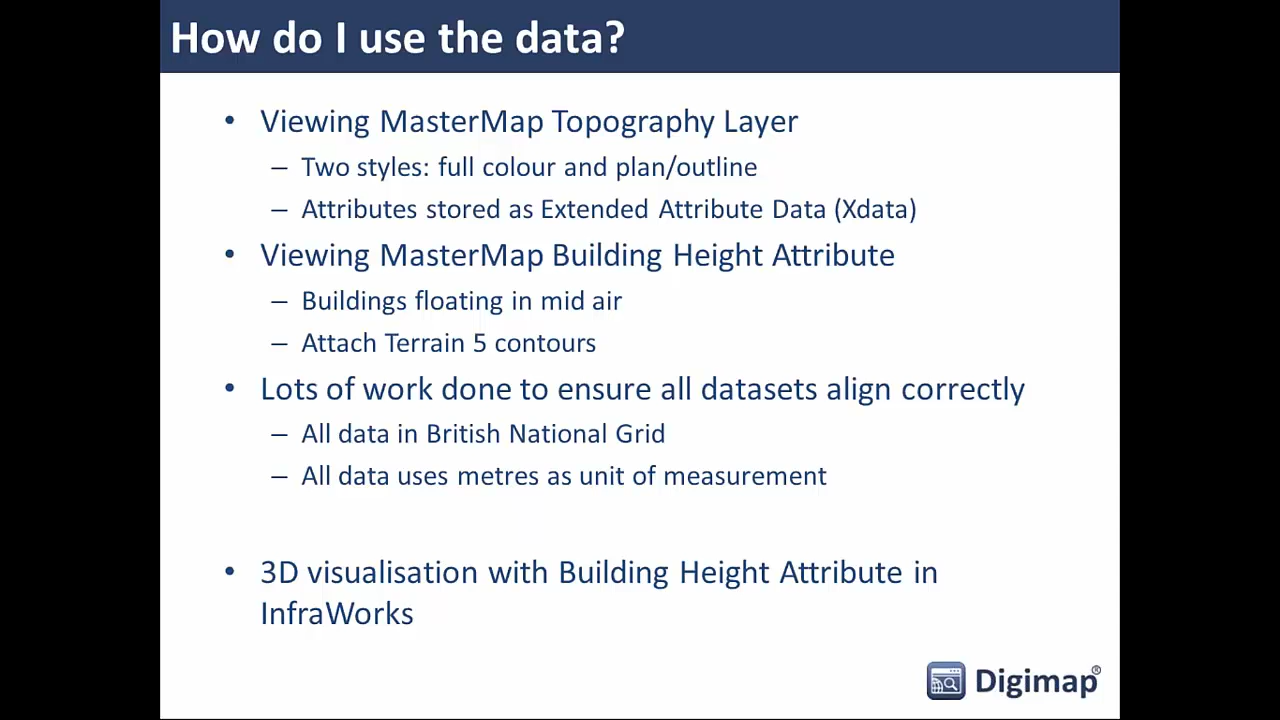 How do I use the data?
• Viewing MasterMap Topography Layer
– Two styles: full colour and plan/outline
– Attributes stored as Extended Attribute Data (Xdata)
• Viewing MasterMap Building Height Attribute
– Buildings floating in mid air
– Attach Terrain 5 contours
• Lots of work done to ensure all datasets align correctly
– All data in British National Grid
– All data uses metres as unit of measurement
• 3D visualisation with Building Height Attribute in
InfraWorks
Digimap®